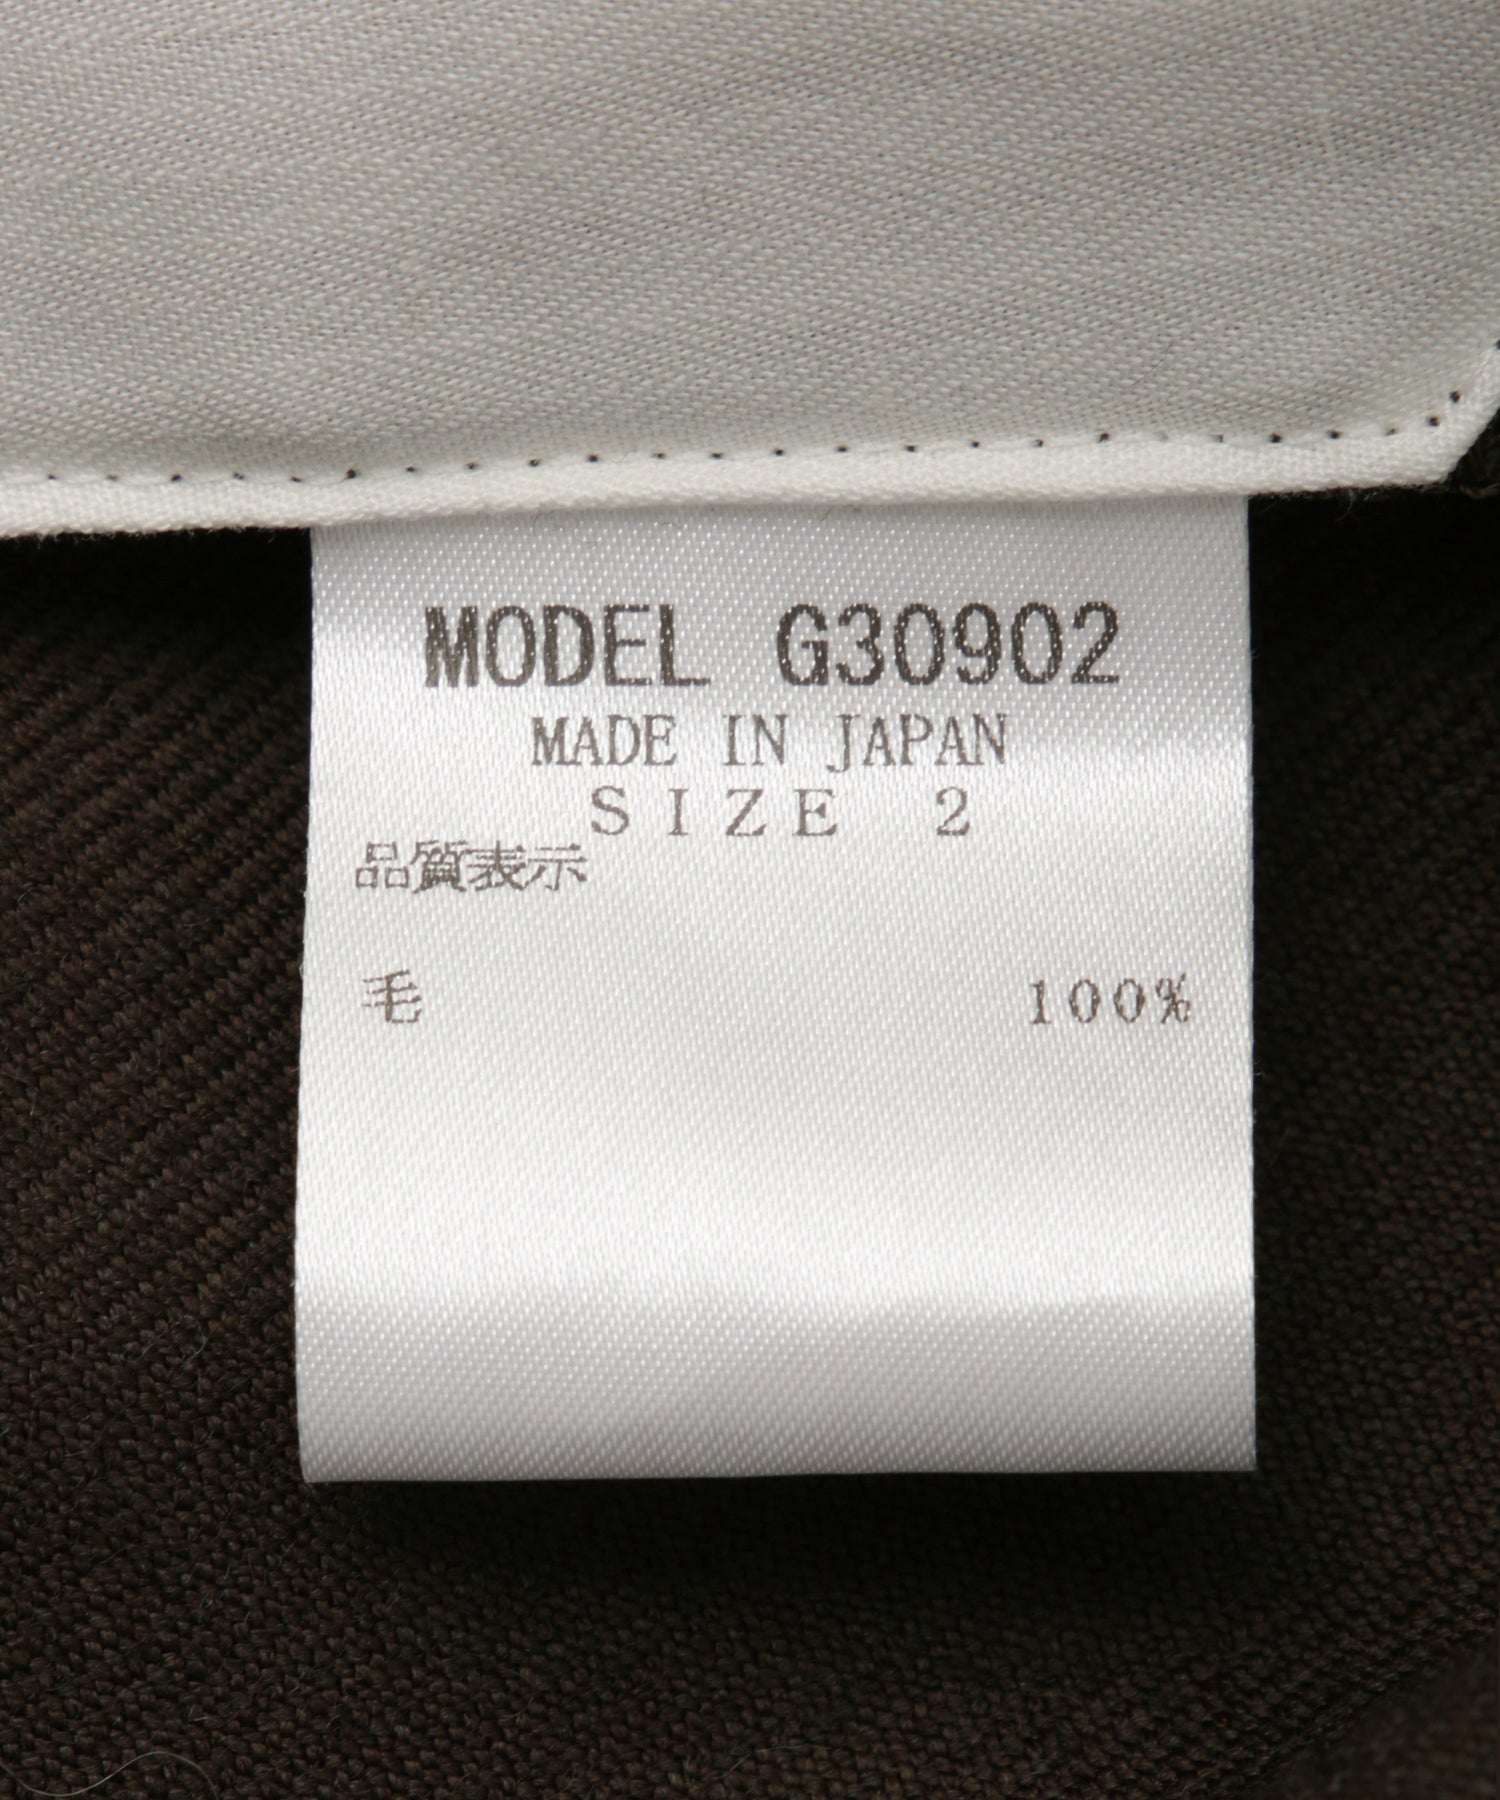 MODEL G30902
MADE IN JAPAN
SIZE 2
品質表示
毛 100%